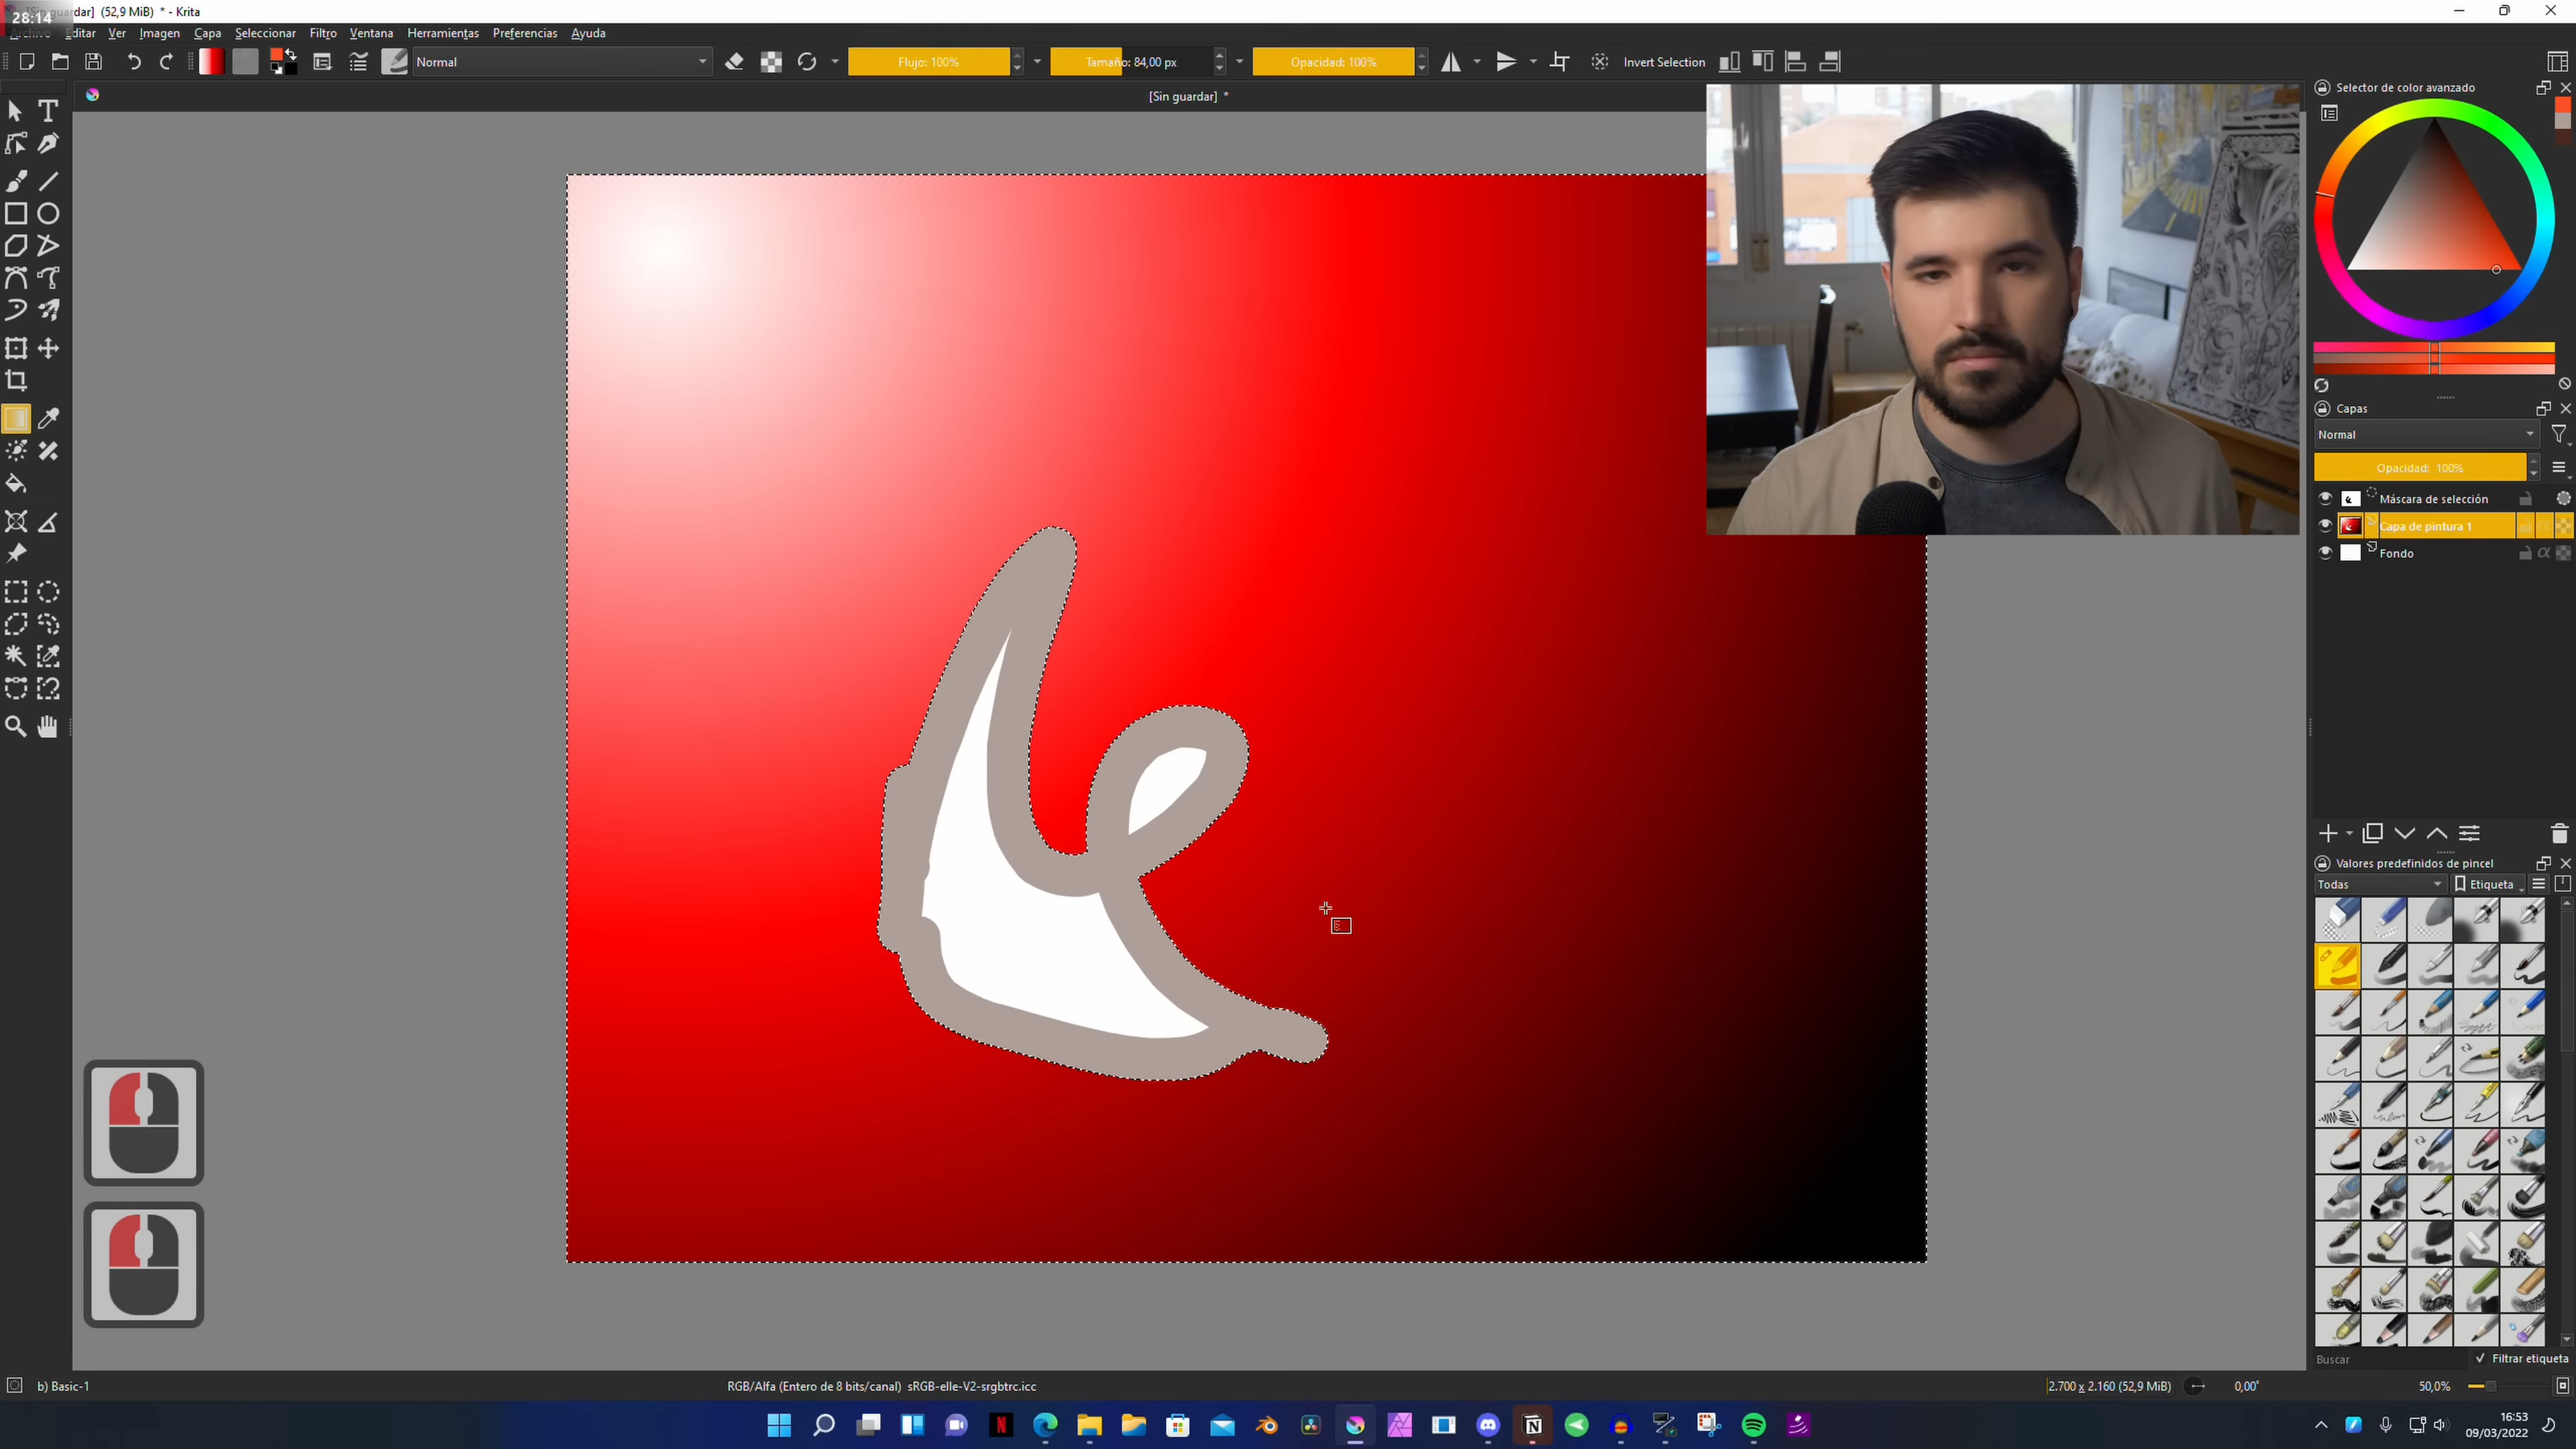 28:14
(52,9 MiB) * - Krita
Archivo Editar Ver Imagen Capa Seleccionar Filtro Ventana Herramientas Preferencias Ayuda
Normal
Flujo: 100%
Tamaño: 84,00 px
Opacidad: 100%
Invert Selection
[Sin guardar] *
Selector de color avanzado
Capas
Normal
Opacidad: 100%
Máscara de selección
Capa de pintura 1
Fondo
Valores predefinidos de pincel
Todas
Etiqueta
Buscar
Filtrar etiqueta
b) Basic-1
RGB/Alfa (Entero de 8 bits/canal) sRGB-elle-V2-srgbtrc.icc
2.700 x 2.160 (52,9 MiB)
0,00°
50,0%
16:53
09/03/2022